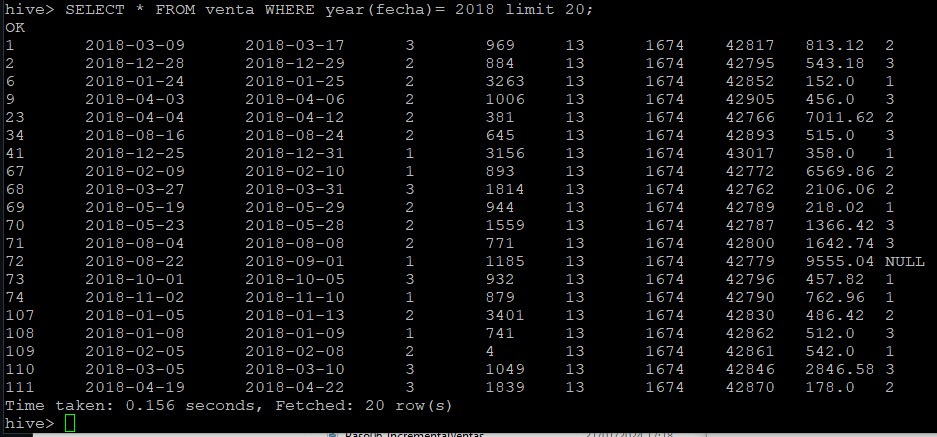 hive> SELECT * FROM venta WHERE year(fecha)= 2018 limit 20;
OK
1 2018-03-09 2018-03-17 3 969 13 1674 42817 813.12 2
2 2018-12-28 2018-12-29 2 884 13 1674 42795 543.18 3
6 2018-01-24 2018-01-25 2 3263 13 1674 42852 152.0 1
9 2018-04-03 2018-04-06 2 1006 13 1674 42905 456.0 3
23 2018-04-04 2018-04-12 2 381 13 1674 42766 7011.62 2
34 2018-08-16 2018-08-24 2 645 13 1674 42893 515.0 3
41 2018-12-25 2018-12-31 1 3156 13 1674 43017 358.0 1
67 2018-02-09 2018-02-10 1 893 13 1674 42772 6569.86 2
68 2018-03-27 2018-03-31 3 1814 13 1674 42762 2106.06 2
69 2018-05-19 2018-05-29 2 944 13 1674 42789 218.02 1
70 2018-05-23 2018-05-28 2 1559 13 1674 42787 1366.42 3
71 2018-08-04 2018-08-08 2 771 13 1674 42800 1642.74 3
72 2018-08-22 2018-09-01 1 1185 13 1674 42779 9555.04 NULL
73 2018-10-01 2018-10-05 3 932 13 1674 42796 457.82 1
74 2018-11-02 2018-11-10 1 879 13 1674 42790 762.96 1
107 2018-01-05 2018-01-13 2 3401 13 1674 42830 486.42 2
108 2018-01-08 2018-01-09 1 741 13 1674 42862 512.0 3
109 2018-02-05 2018-02-08 2 4 13 1674 42861 542.0 1
110 2018-03-05 2018-03-10 3 1049 13 1674 42846 2846.58 3
111 2018-04-19 2018-04-22 3 1839 13 1674 42870 178.0 2
Time taken: 0.156 seconds, Fetched: 20 row(s)
hive>